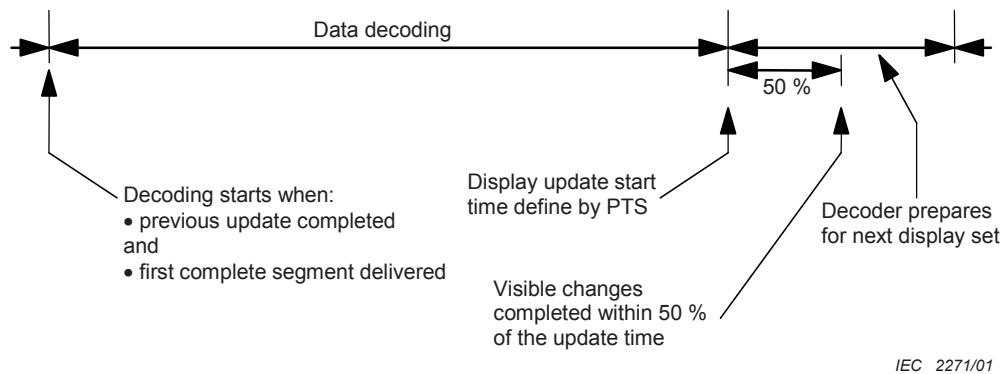 Data decoding
50 %
Decoding starts when:
• previous update completed
and
• first complete segment delivered
Display update start
time define by PTS
Decoder prepares
for next display set
Visible changes
completed within 50 %
of the update time
IEC 2271/01